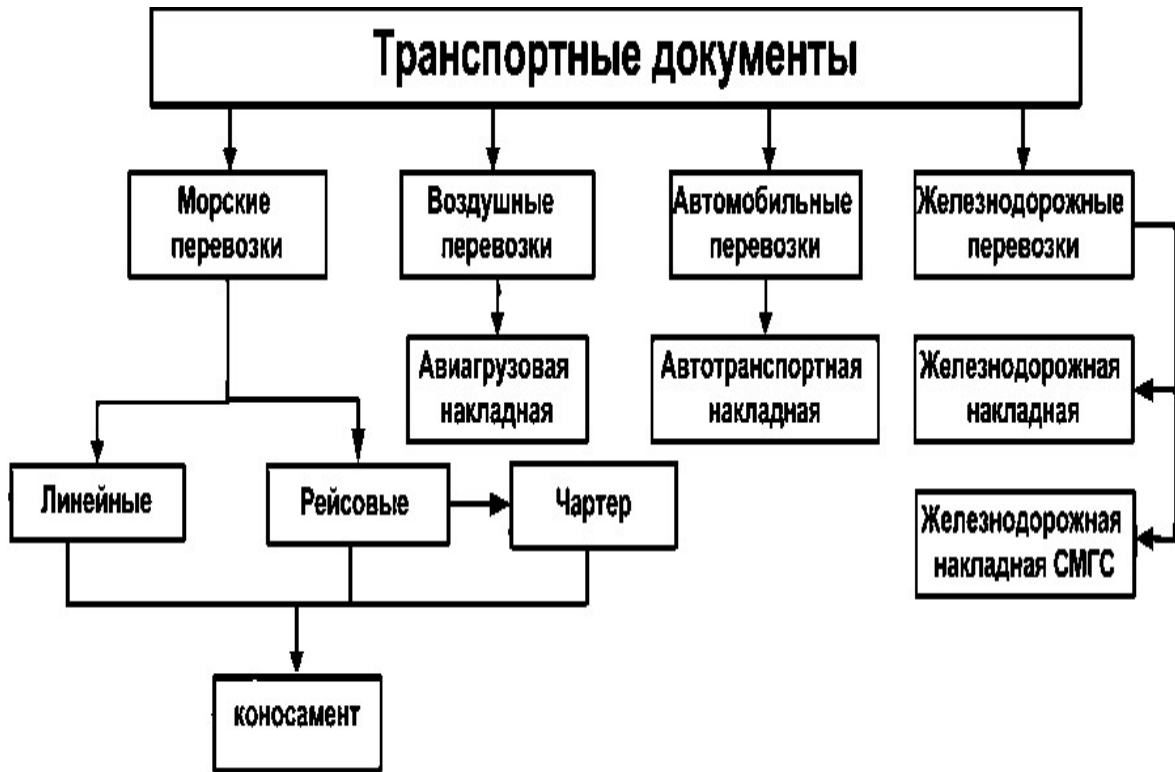 Транспортные документы
Морские
перевозки
Воздушные
перевозки
Автомобильные
перевозки
Железнодорожные
перевозки
Авиагрузовая
накладная
Автотранспортная
накладная
Железнодорожная
накладная
Линейные
Рейсовые
Чартер
Железнодорожная
накладная СМГС
коносамент